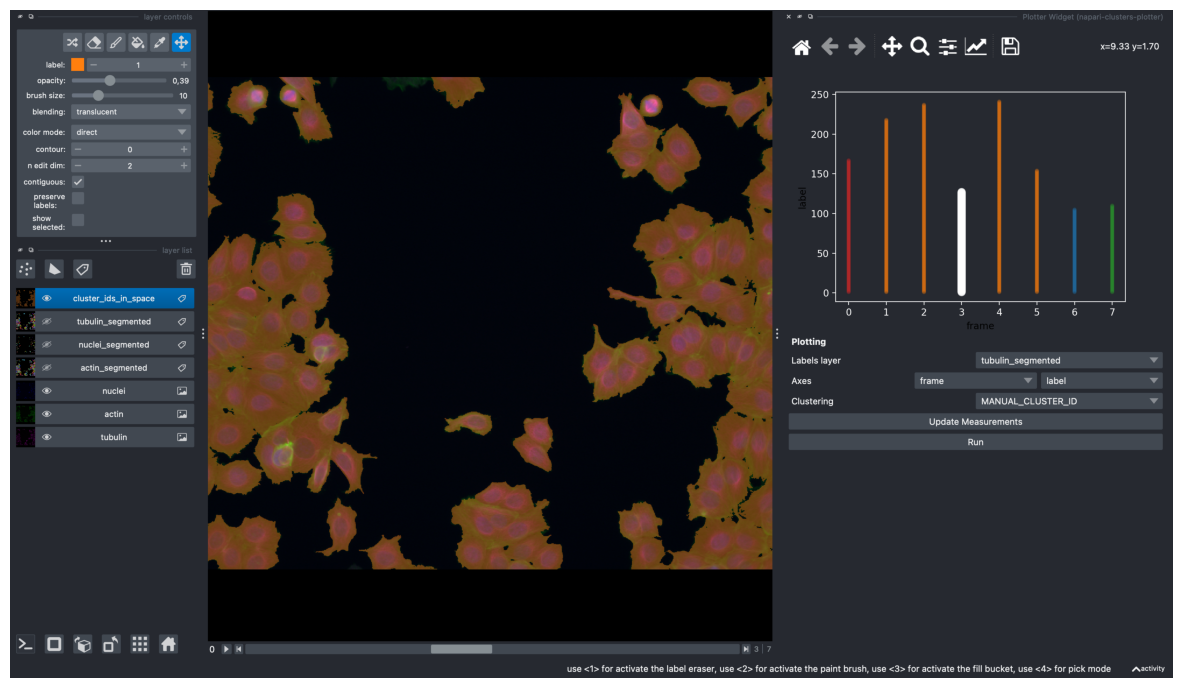 layer controls
label: 1
opacity: 0,39
brush size: 10
blending: translucent
color mode: direct
contour: 0
n edit dim: 2
contiguous:
preserve
labels:
show
selected:
layer list
cluster_ids_in_space
tubulin_segmented
nuclei_segmented
actin_segmented
nuclei
actin
tubulin
0
3 7
Plotter Widget (napari-clusters-plotter)
x=9.33 y=1.70
250
200
150
100
50
0
label
0 1 2 3 4 5 6 7
frame
Plotting
Labels layer tubulin_segmented
Axes frame label
Clustering MANUAL_CLUSTER_ID
Update Measurements
Run
use <1> for activate the label eraser, use <2> for activate the paint brush, use <3> for activate the fill bucket, use <4> for pick mode
activity